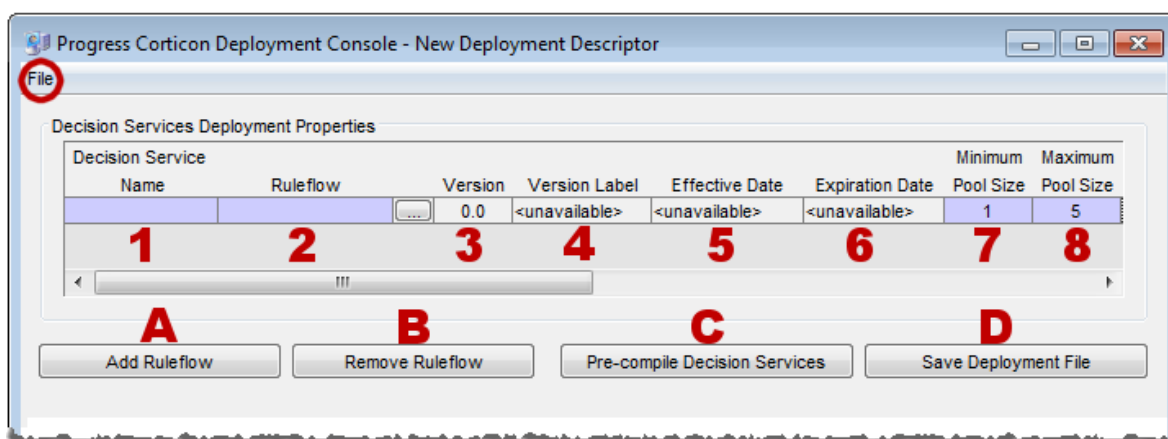 Progress Corticon Deployment Console - New Deployment Descriptor
File
Decision Services Deployment Properties
Decision Service Minimum Maximum
Name Ruleflow Version Version Label Effective Date Expiration Date Pool Size Pool Size
... 0.0 <unavailable> <unavailable> <unavailable> 1 5
1 2 3 4 5 6 7 8
A B C D
Add Ruleflow Remove Ruleflow Pre-compile Decision Services Save Deployment File